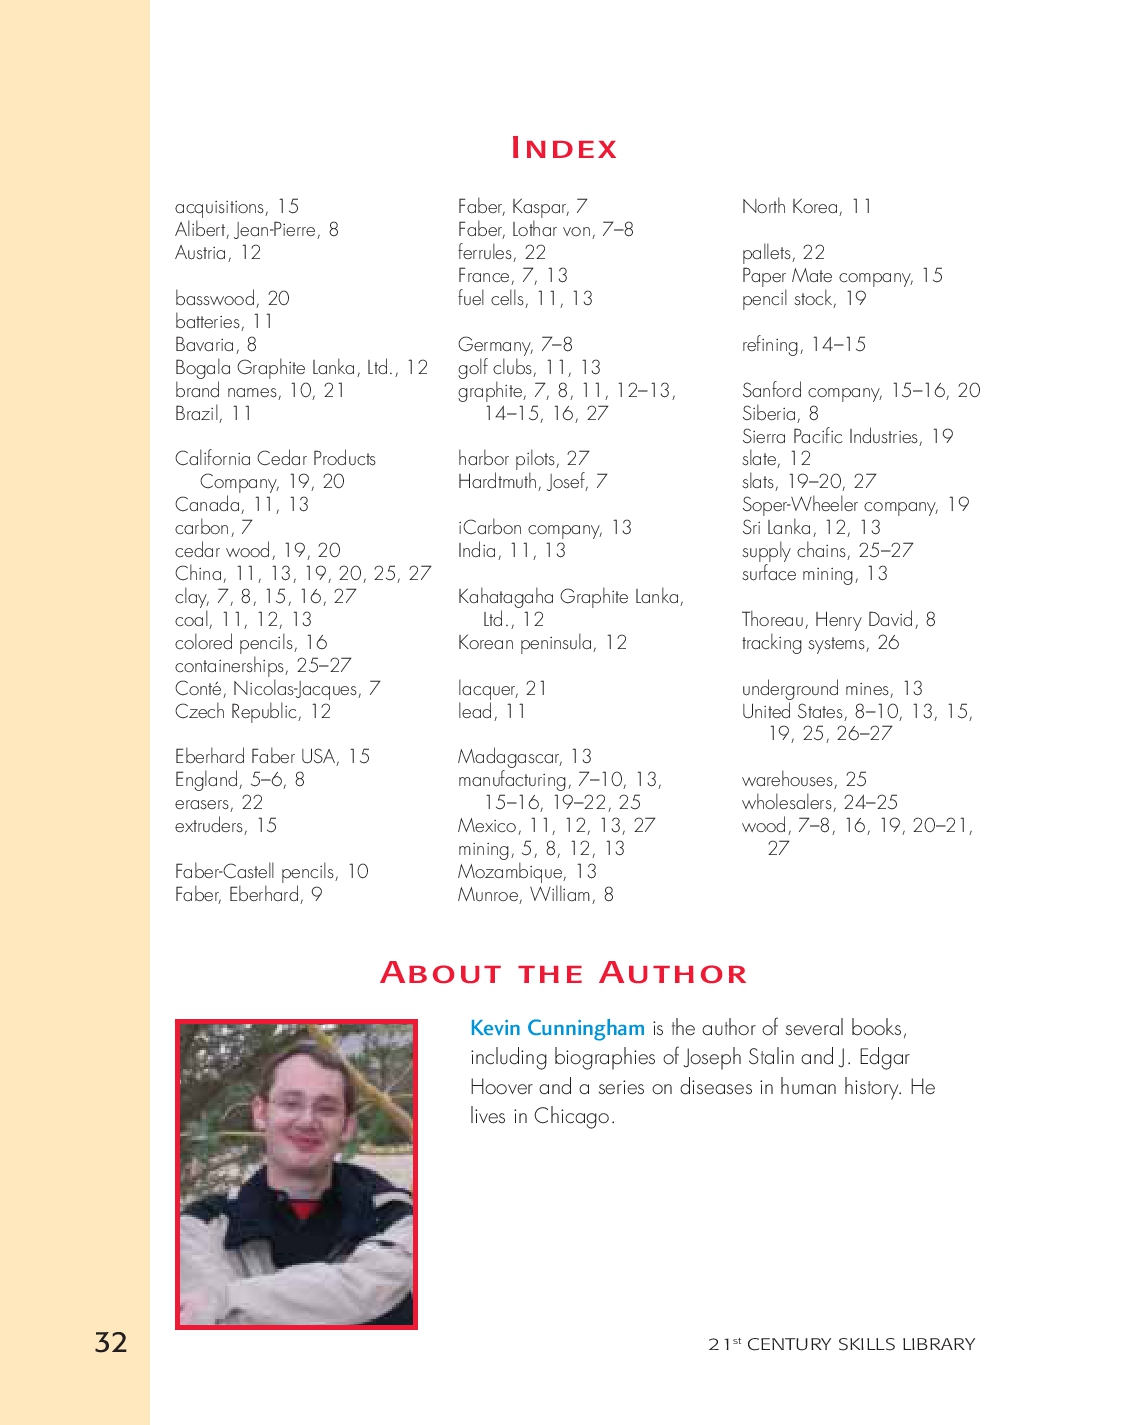 INDEX
acquisitions, 15
Alibert, Jean-Pierre, 8
Austria, 12
basswood, 20
batteries, 11
Bavaria, 8
Bogala Graphite Lanka, Ltd., 12
brand names, 10, 21
Brazil, 11
California Cedar Products
Company, 19, 20
Canada, 11, 13
carbon, 7
cedar wood, 19, 20
China, 11, 13, 19, 20, 25, 27
clay, 7, 8, 15, 16, 27
coal, 11, 12, 13
colored pencils, 16
containerships, 25–27
Conté, Nicolas-Jacques, 7
Czech Republic, 12
Eberhard Faber USA, 15
England, 5–6, 8
erasers, 22
extruders, 15
Faber-Castell pencils, 10
Faber, Eberhard, 9
Faber, Kaspar, 7
Faber, Lothar von, 7–8
ferrules, 22
France, 7, 13
fuel cells, 11, 13
Germany, 7–8
golf clubs, 11, 13
graphite, 7, 8, 11, 12–13,
14–15, 16, 27
harbor pilots, 27
Hardtmuth, Josef, 7
iCarbon company, 13
India, 11, 13
Kahatagaha Graphite Lanka,
Ltd., 12
Korean peninsula, 12
lacquer, 21
lead, 11
Madagascar, 13
manufacturing, 7–10, 13,
15–16, 19–22, 25
Mexico, 11, 12, 13, 27
mining, 5, 8, 12, 13
Mozambique, 13
Munroe, William, 8
North Korea, 11
pallets, 22
Paper Mate company, 15
pencil stock, 19
refining, 14–15
Sanford company, 15–16, 20
Siberia, 8
Sierra Pacific Industries, 19
slate, 12
slats, 19–20, 27
Soper-Wheeler company, 19
Sri Lanka, 12, 13
supply chains, 25–27
surface mining, 13
Thoreau, Henry David, 8
tracking systems, 26
underground mines, 13
United States, 8–10, 13, 15,
19, 25, 26–27
warehouses, 25
wholesalers, 24–25
wood, 7–8, 16, 19, 20–21,
27
ABOUT THE AUTHOR
Kevin Cunningham is the author of several books,
including biographies of Joseph Stalin and J. Edgar
Hoover and a series on diseases in human history. He
lives in Chicago.
32
21st CENTURY SKILLS LIBRARY